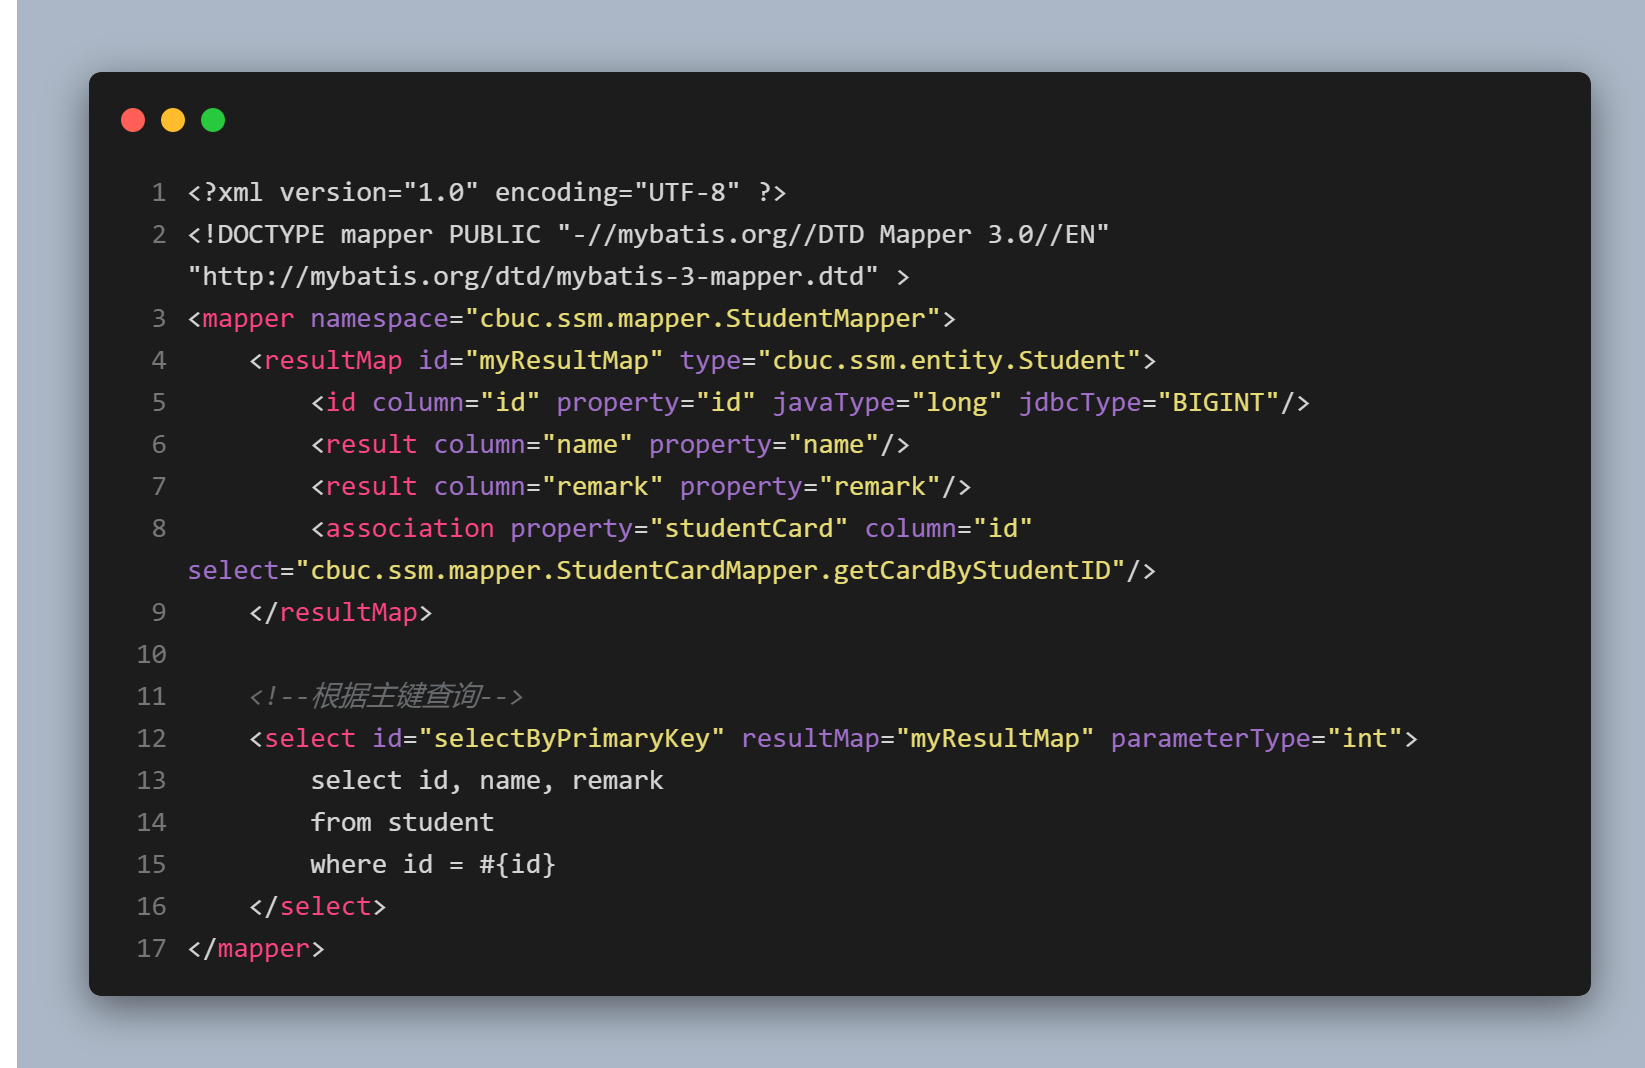 1 <?xml version="1.0" encoding="UTF-8" ?>
2 <!DOCTYPE mapper PUBLIC "-//mybatis.org//DTD Mapper 3.0//EN"
"http://mybatis.org/dtd/mybatis-3-mapper.dtd" >
3 <mapper namespace="cbuc.ssm.mapper.StudentMapper">
4     <resultMap id="myResultMap" type="cbuc.ssm.entity.Student">
5         <id column="id" property="id" javaType="long" jdbcType="BIGINT"/>
6         <result column="name" property="name"/>
7         <result column="remark" property="remark"/>
8         <association property="studentCard" column="id"
select="cbuc.ssm.mapper.StudentCardMapper.getCardByStudentID"/>
9     </resultMap>
10
11     <!--根据主键查询-->
12     <select id="selectByPrimaryKey" resultMap="myResultMap" parameterType="int">
13         select id, name, remark
14         from student
15         where id = #{id}
16     </select>
17 </mapper>